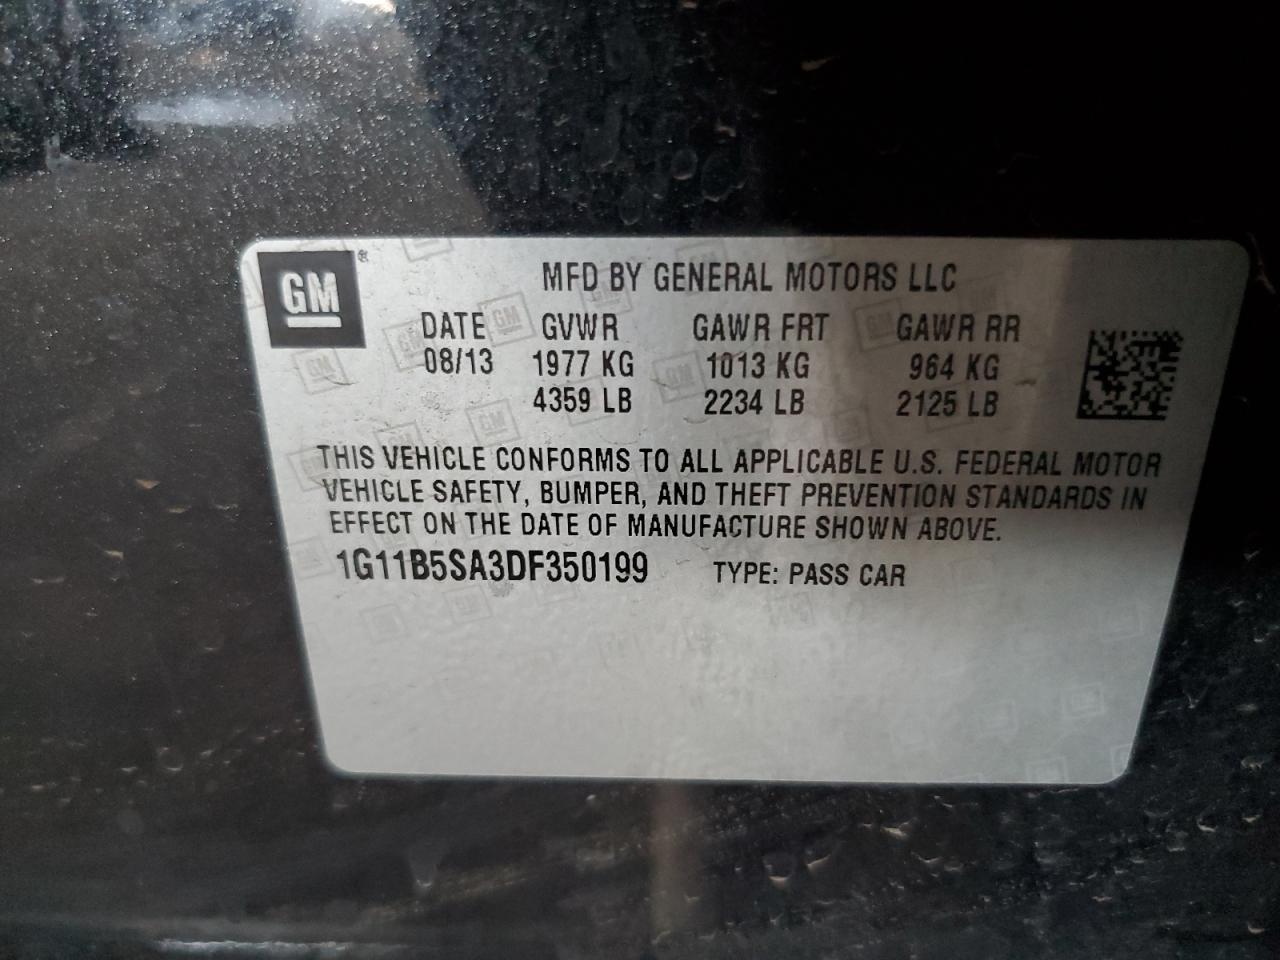 GM ®
MFD BY GENERAL MOTORS LLC
DATE GVWR GAWR FRT GAWR RR
08/13 1977 KG 1013 KG 964 KG
4359 LB 2234 LB 2125 LB
THIS VEHICLE CONFORMS TO ALL APPLICABLE U.S. FEDERAL MOTOR
VEHICLE SAFETY, BUMPER, AND THEFT PREVENTION STANDARDS IN
EFFECT ON THE DATE OF MANUFACTURE SHOWN ABOVE.
1G11B5SA3DF350199 TYPE: PASS CAR